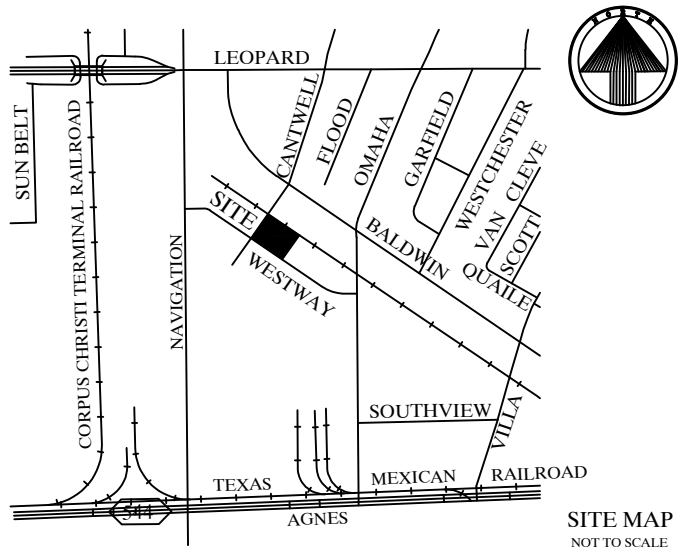 NORTH
LEOPARD
SUN BELT
CORPUS CHRISTI TERMINAL RAILROAD
NAVIGATION
CANTWELL
FLOOD
OMAHA
GARFIELD
WESTCHESTER
VAN CLEVE
SCOTT
QUAILE
BALDWIN
SITE
WESTWAY
SOUTHVIEW
VILLA
TEXAS
MEXICAN
RAILROAD
544
AGNES
SITE MAP
NOT TO SCALE